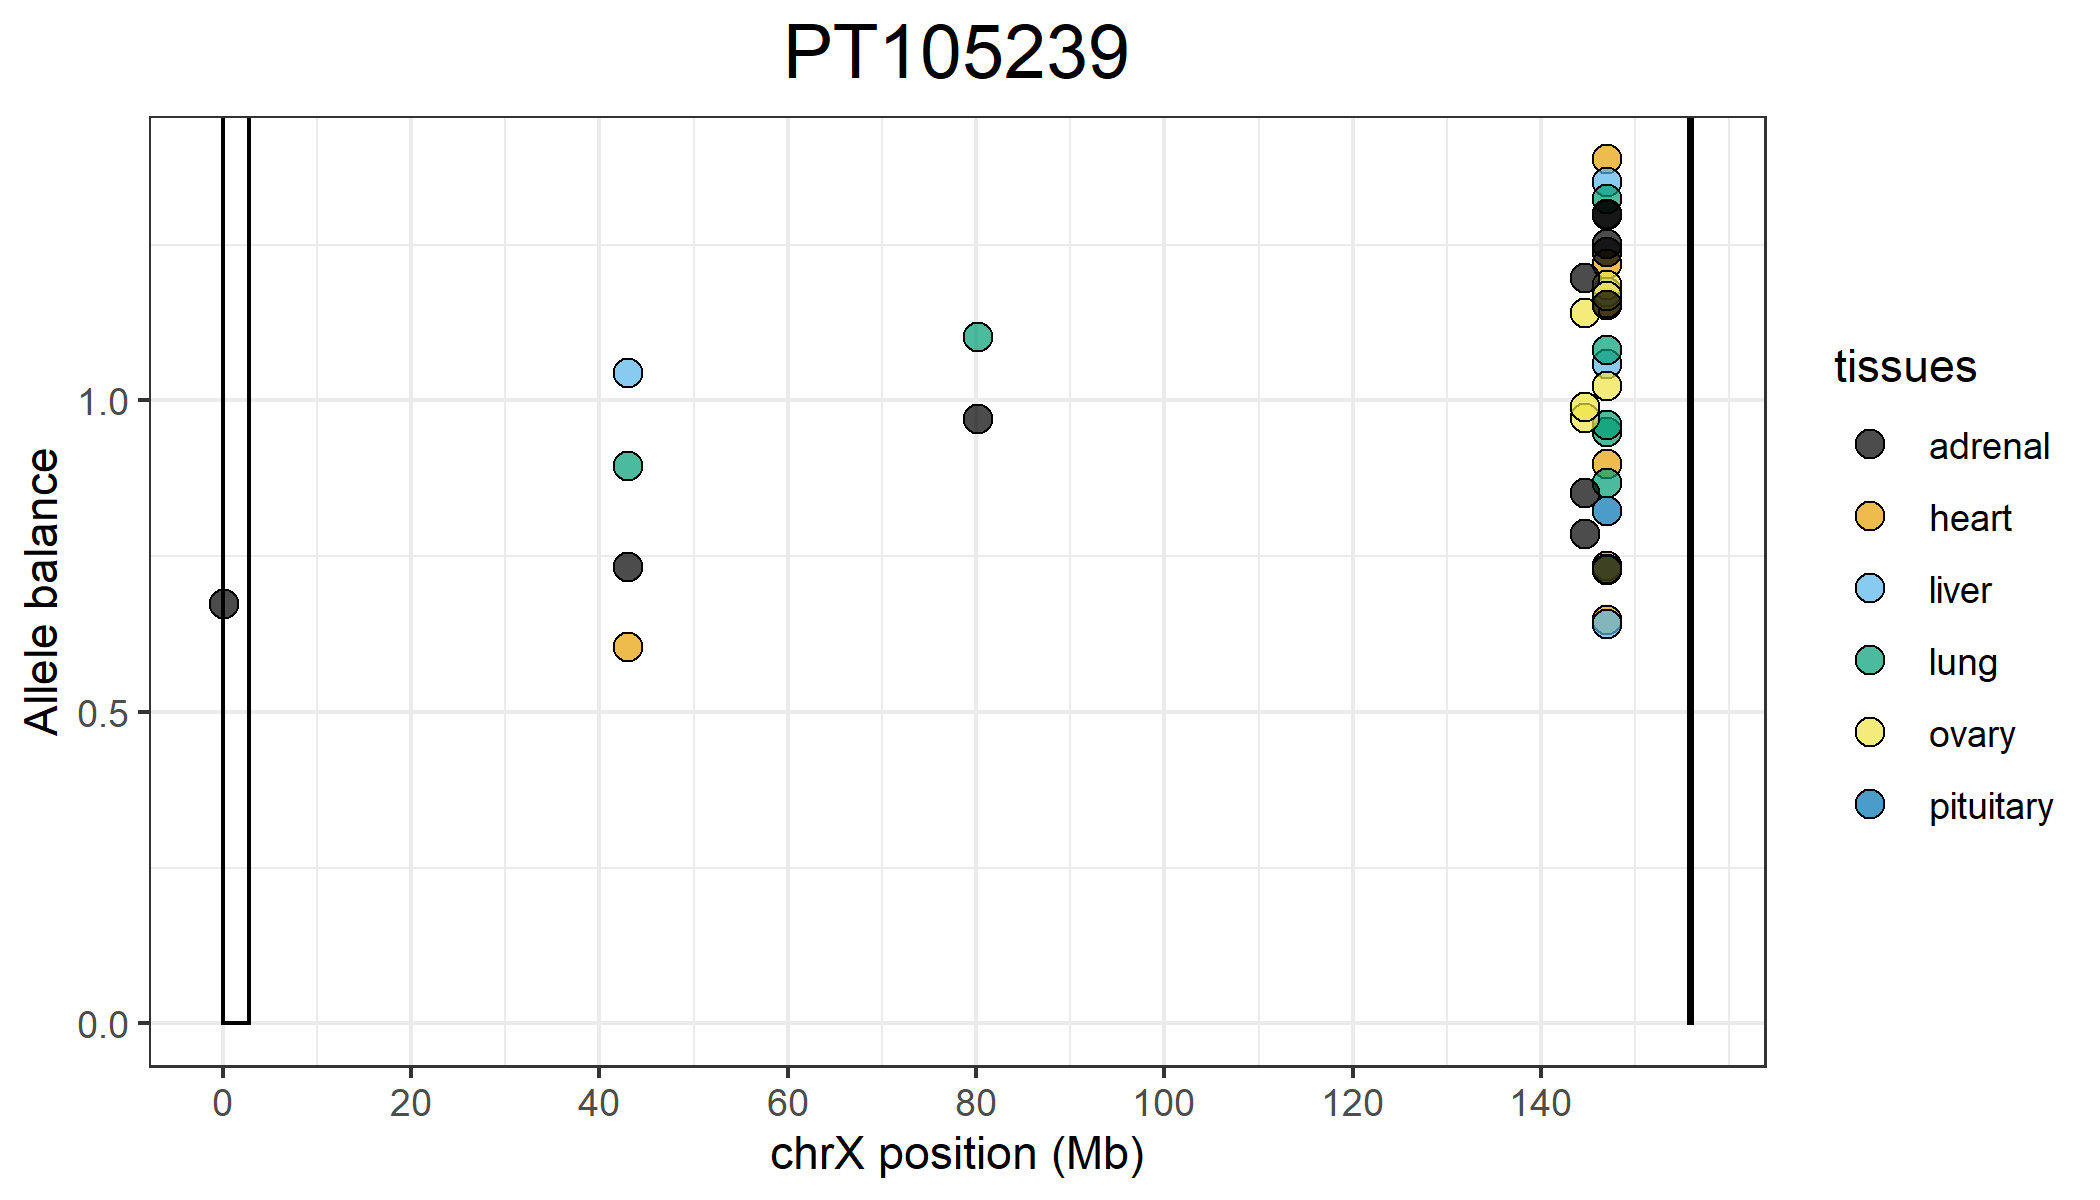 PT105239
Allele balance
1.0
0.5
0.0
0 20 40 60 80 100 120 140
chrX position (Mb)
tissues
adrenal
heart
liver
lung
ovary
pituitary